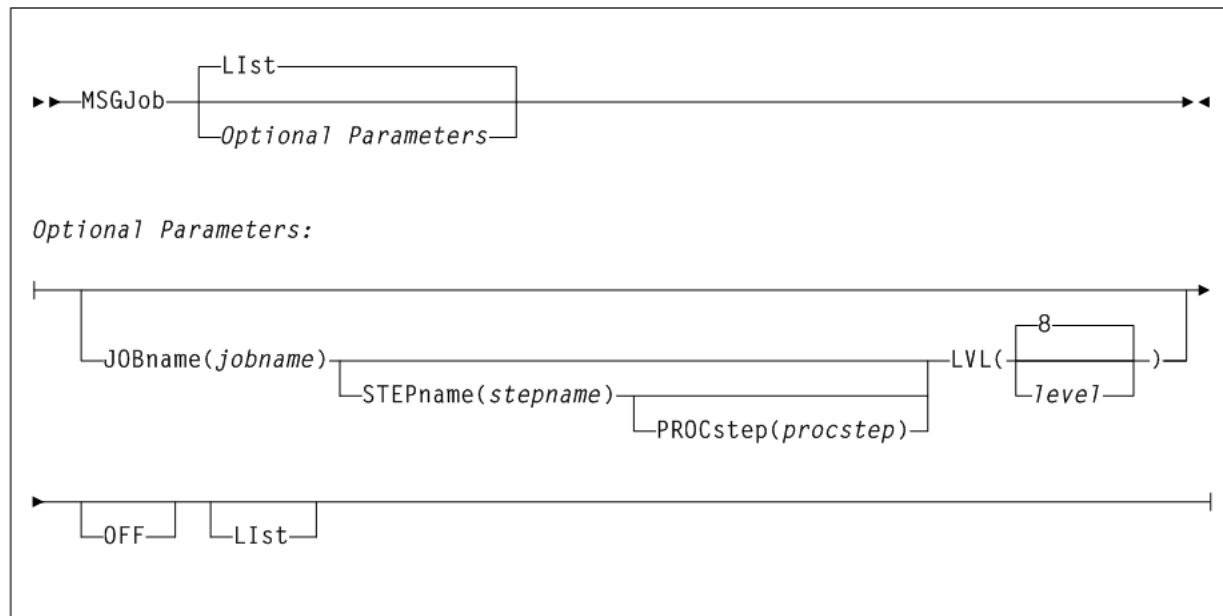 LIst
MSGJob
Optional Parameters
Optional Parameters:
8
JOBname(jobname) LVL( )
STEPname(stepname) level
PROCstep(procstep)
OFF LIst